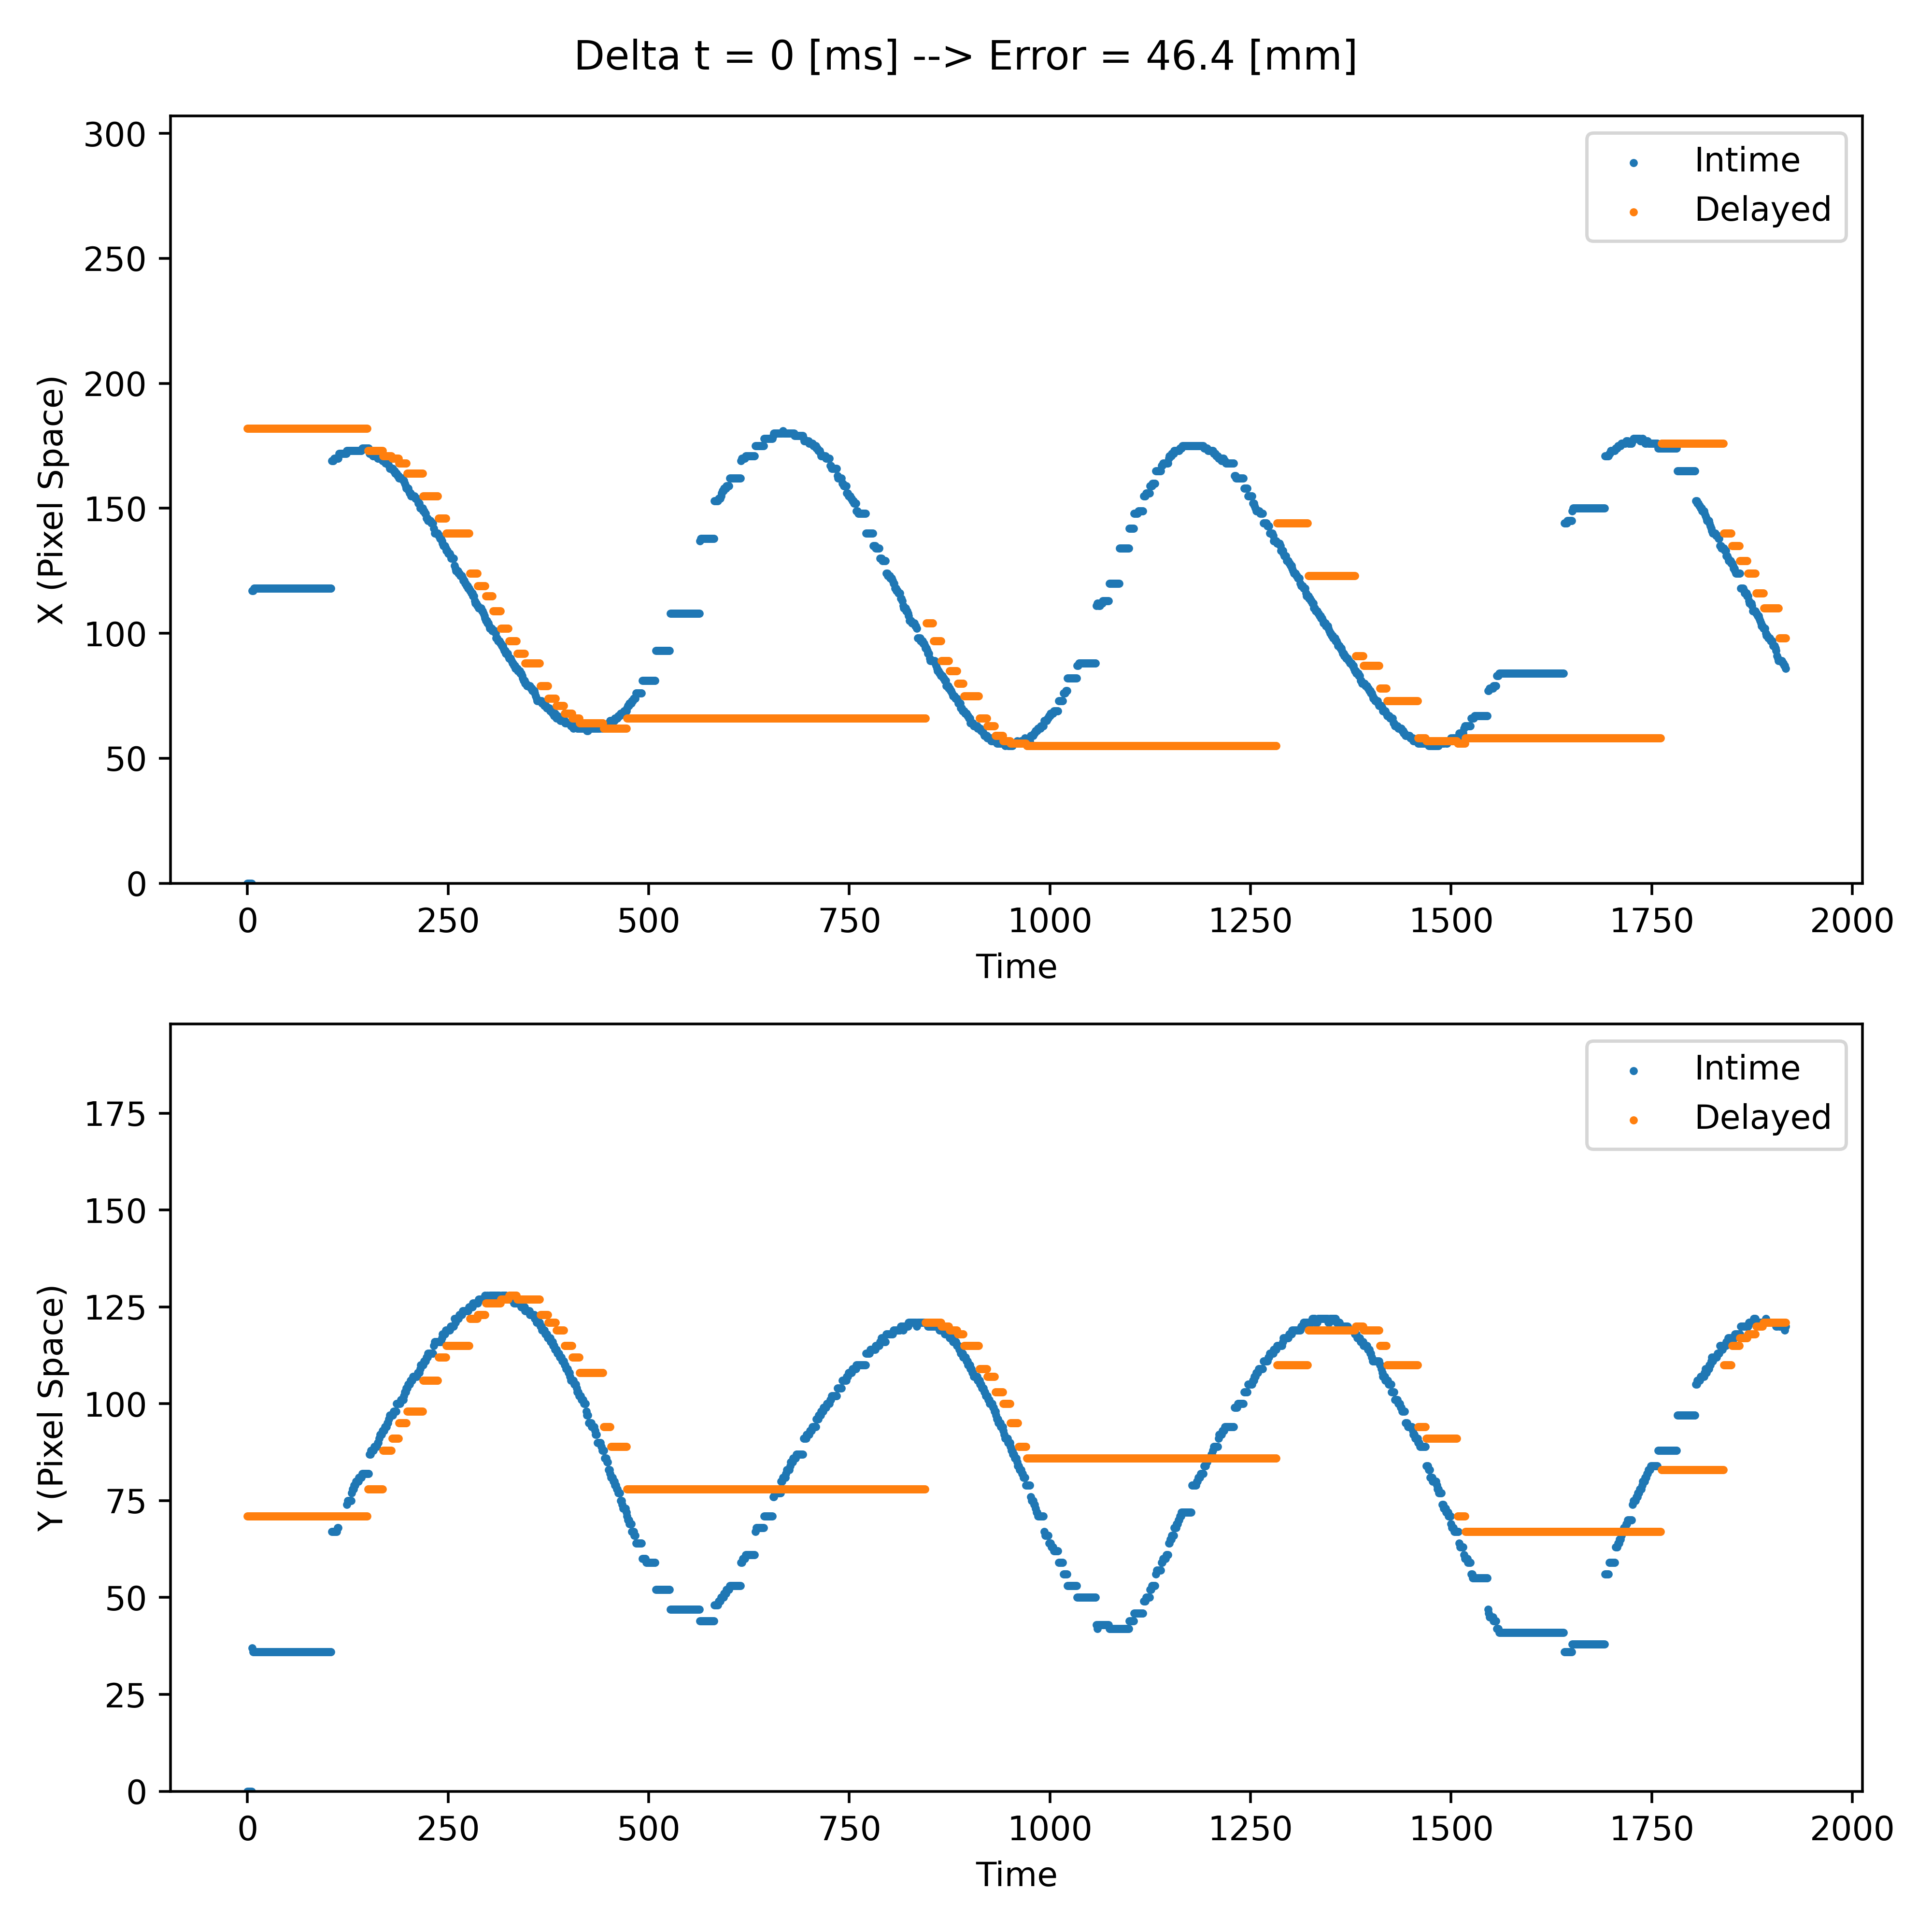 Delta t = 0 [ms] --> Error = 46.4 [mm]
300
250
200
150
100
50
0
X (Pixel Space)
Intime
Delayed
0 250 500 750 1000 1250 1500 1750 2000
Time
175
150
125
100
75
50
25
0
Y (Pixel Space)
Intime
Delayed
0 250 500 750 1000 1250 1500 1750 2000
Time